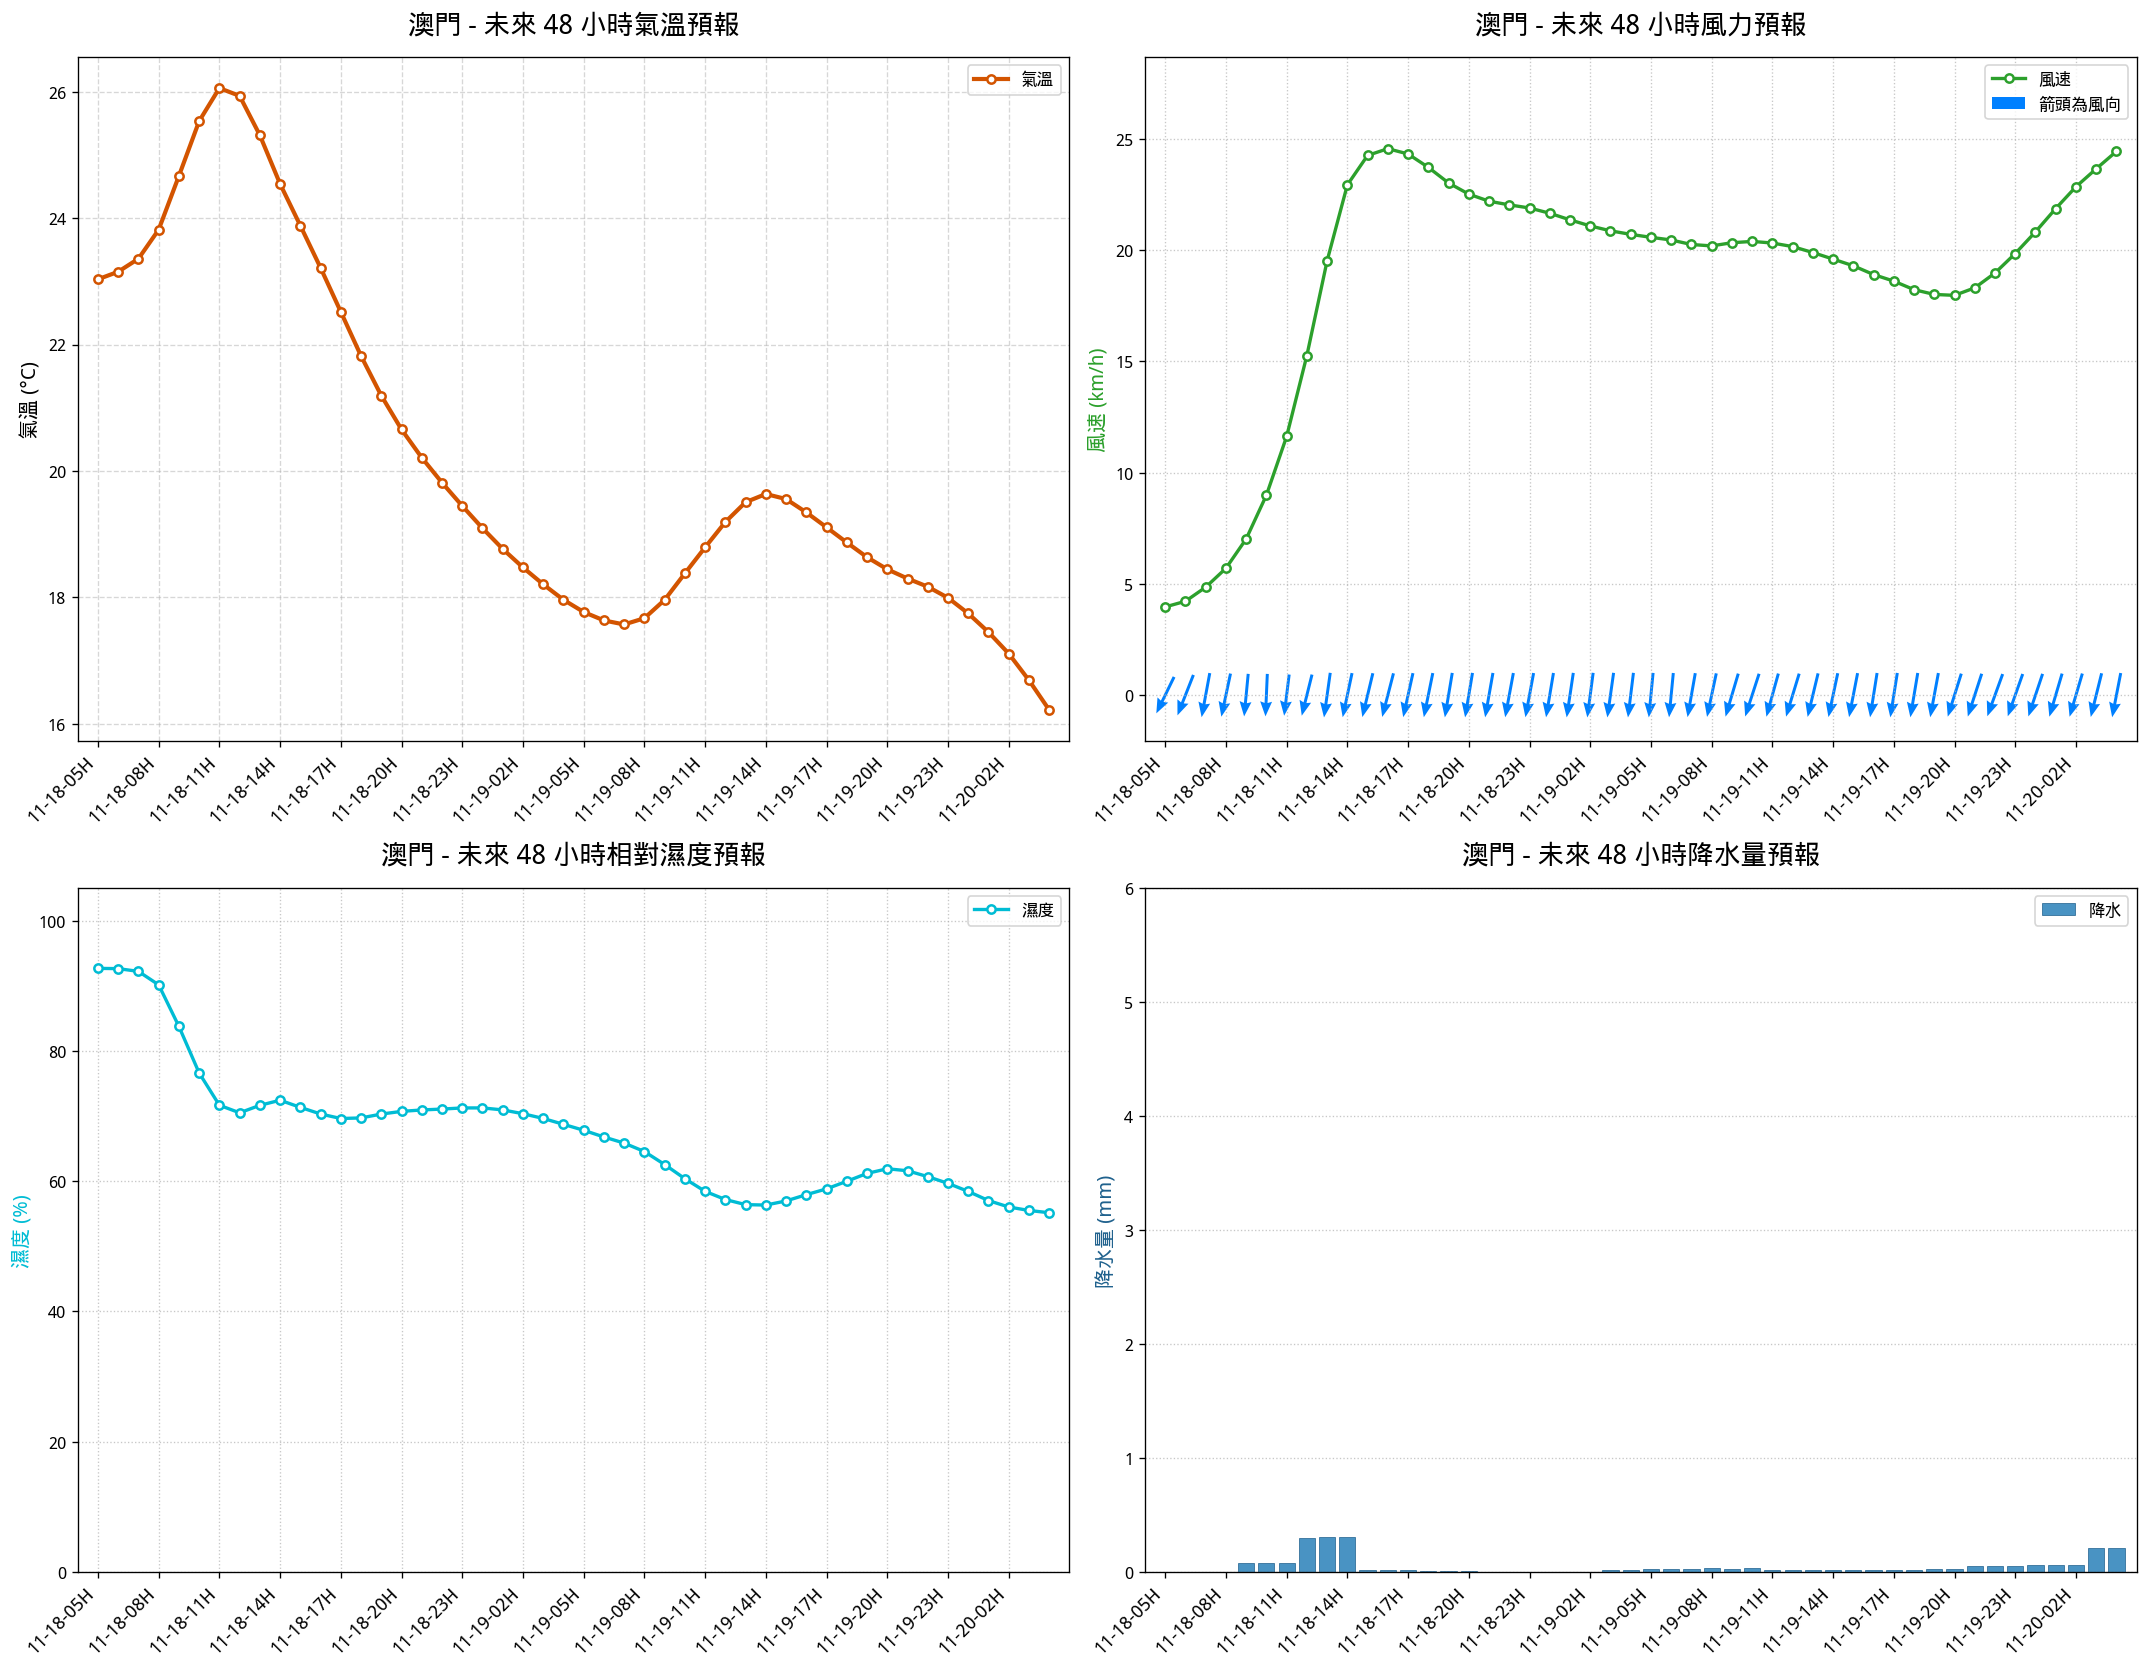 澳門 - 未來 48 小時氣溫預報
氣溫 (°C)
26
24
22
20
18
16
氣溫
11-18-05H
11-18-08H
11-18-11H
11-18-14H
11-18-17H
11-18-20H
11-18-23H
11-19-02H
11-19-05H
11-19-08H
11-19-11H
11-19-14H
11-19-17H
11-19-20H
11-19-23H
11-20-02H
澳門 - 未來 48 小時風力預報
風速 (km/h)
25
20
15
10
5
0
風速
箭頭為風向
11-18-05H
11-18-08H
11-18-11H
11-18-14H
11-18-17H
11-18-20H
11-18-23H
11-19-02H
11-19-05H
11-19-08H
11-19-11H
11-19-14H
11-19-17H
11-19-20H
11-19-23H
11-20-02H
澳門 - 未來 48 小時相對濕度預報
濕度 (%)
100
80
60
40
20
0
濕度
11-18-05H
11-18-08H
11-18-11H
11-18-14H
11-18-17H
11-18-20H
11-18-23H
11-19-02H
11-19-05H
11-19-08H
11-19-11H
11-19-14H
11-19-17H
11-19-20H
11-19-23H
11-20-02H
澳門 - 未來 48 小時降水量預報
降水量 (mm)
6
5
4
3
2
1
0
降水
11-18-05H
11-18-08H
11-18-11H
11-18-14H
11-18-17H
11-18-20H
11-18-23H
11-19-02H
11-19-05H
11-19-08H
11-19-11H
11-19-14H
11-19-17H
11-19-20H
11-19-23H
11-20-02H